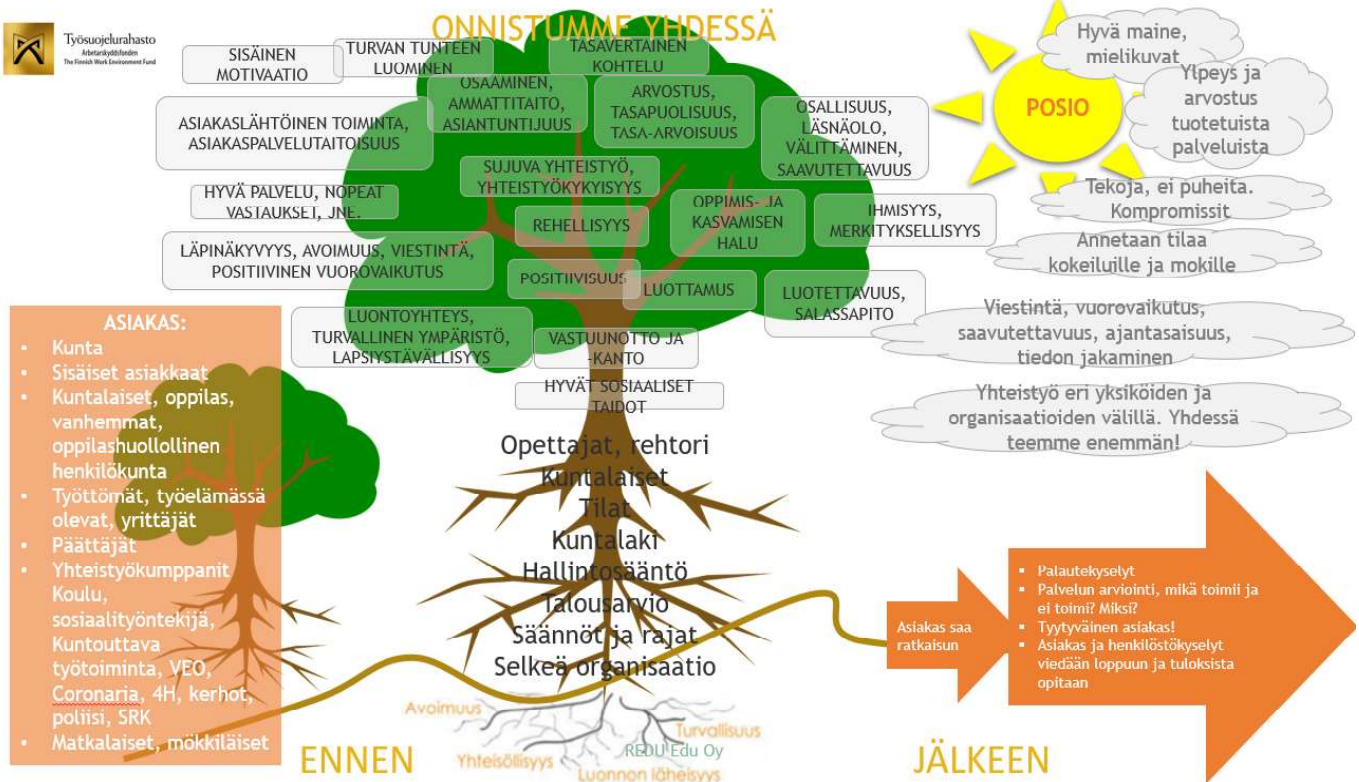 ONNISTUMME YHDESSÄ
Työsuojelurahasto
Arbetarskyddsfonden
The Finnish Work Environment Fund
SISÄINEN
MOTIVAATIO
TURVAN TUNTEEN
LUOMINEN
TASAVERTAINEN
KOHTELU
OSAAMINEN,
AMMATTITAITO,
ASIANTUNTIJUUS
ARVOSTUS,
TASAPUOLISUUS,
TASA-ARVOISUUS
ASIAKASLÄHTÖINEN TOIMINTA,
ASIAKASPALVELUTAITOISUUS
OSALLISUUS,
LÄSNÄOLO,
VÄLITTÄMINEN,
SAAVUTETTAVUUS
SUJUVA YHTEISTYÖ,
YHTEISTYÖKYKYISYYS
HYVÄ PALVELU, NOPEAT
VASTAUKSET, JNE.
REHELLISYYS
OPPIMIS- JA
KASVAMISEN
HALU
IHMISYYS,
MERKITYKSELLISYYS
LÄPINÄKYVYYS, AVOIMUUS, VIESTINTÄ,
POSITIIVINEN VUOROVAIKUTUS
POSITIIVISUUS
LUOTTAMUS
LUOTETTAVUUS,
SALASSAPITO
LUONTOYHTEYS,
TURVALLINEN YMPÄRISTÖ,
LAPSIYSTÄVÄLLISYYS
VASTUUNOTTO JA
-KANTO
HYVÄT SOSIAALISET
TAIDOT
POSIO
Hyvä maine,
mielikuvat
Ylpeys ja
arvostus
tuotetuista
palveluista
Tekoja, ei puheita.
Kompromissit
Annetaan tilaa
kokeiluille ja mokille
Viestintä, vuorovaikutus,
saavutettavuus, ajantasaisuus,
tiedon jakaminen
Yhteistyö eri yksiköiden ja
organisaatioiden välillä. Yhdessä
teemme enemmän!
ASIAKAS:
• Kunta
• Sisäiset asiakkaat
• Kuntalaiset, oppilas,
vanhemmat,
oppilashuollollinen
henkilökunta
• Työttömät, työelämässä
olevat, yrittäjät
• Päättäjät
• Yhteistyökumppanit
Koulu,
sosiaalityöntekijä,
Kuntouttava
työtoiminta, VEO,
Coronaria, 4H, kerhot,
poliisi, SRK
• Matkalaiset, mökkiläiset
Opettajat, rehtori
Kuntalaiset
Tilat
Kuntalaki
Hallintosääntö
Talousarvio
Säännöt ja rajat
Selkeä organisaatio
Avoimuus
Turvallisuus
REDU Edu Oy
Yhteisöllisyys
Luonnon läheisyys
ENNEN
Asiakas saa
ratkaisun
▪ Palautekyselyt
▪ Palvelun arviointi, mikä toimii ja
ei toimi? Miksi?
▪ Tyytyväinen asiakas!
▪ Asiakas ja henkilöstökyselyt
viedään loppuun ja tuloksista
opitaan
JÄLKEEN